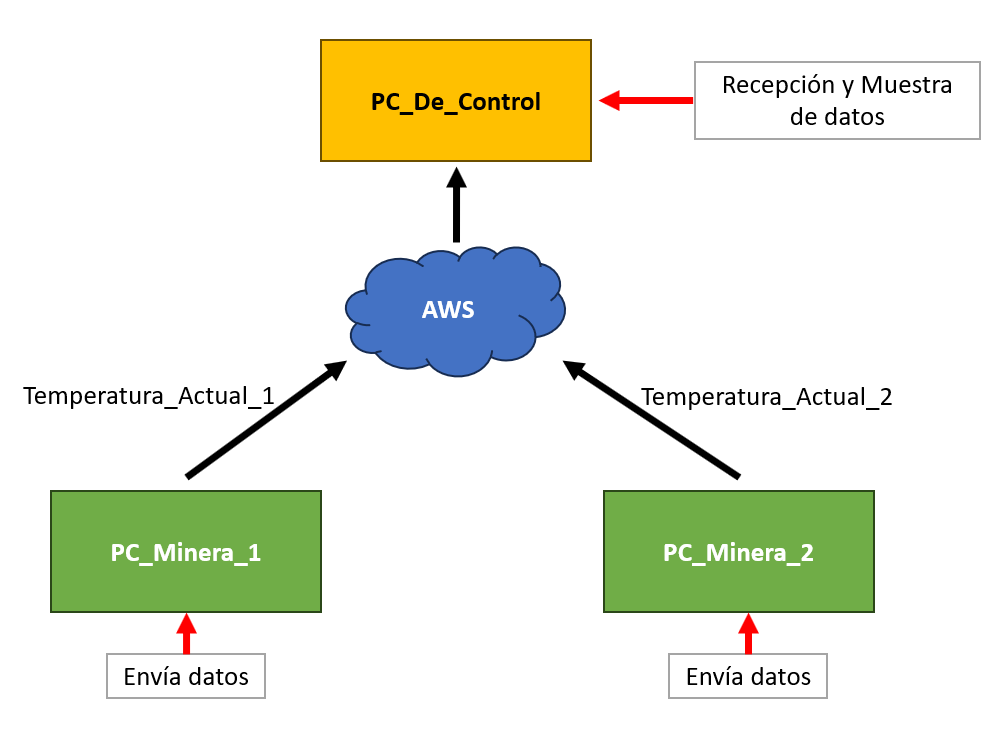 PC_De_Control
Recepción y Muestra
de datos
AWS
Temperatura_Actual_1
Temperatura_Actual_2
PC_Minera_1
PC_Minera_2
Envía datos
Envía datos